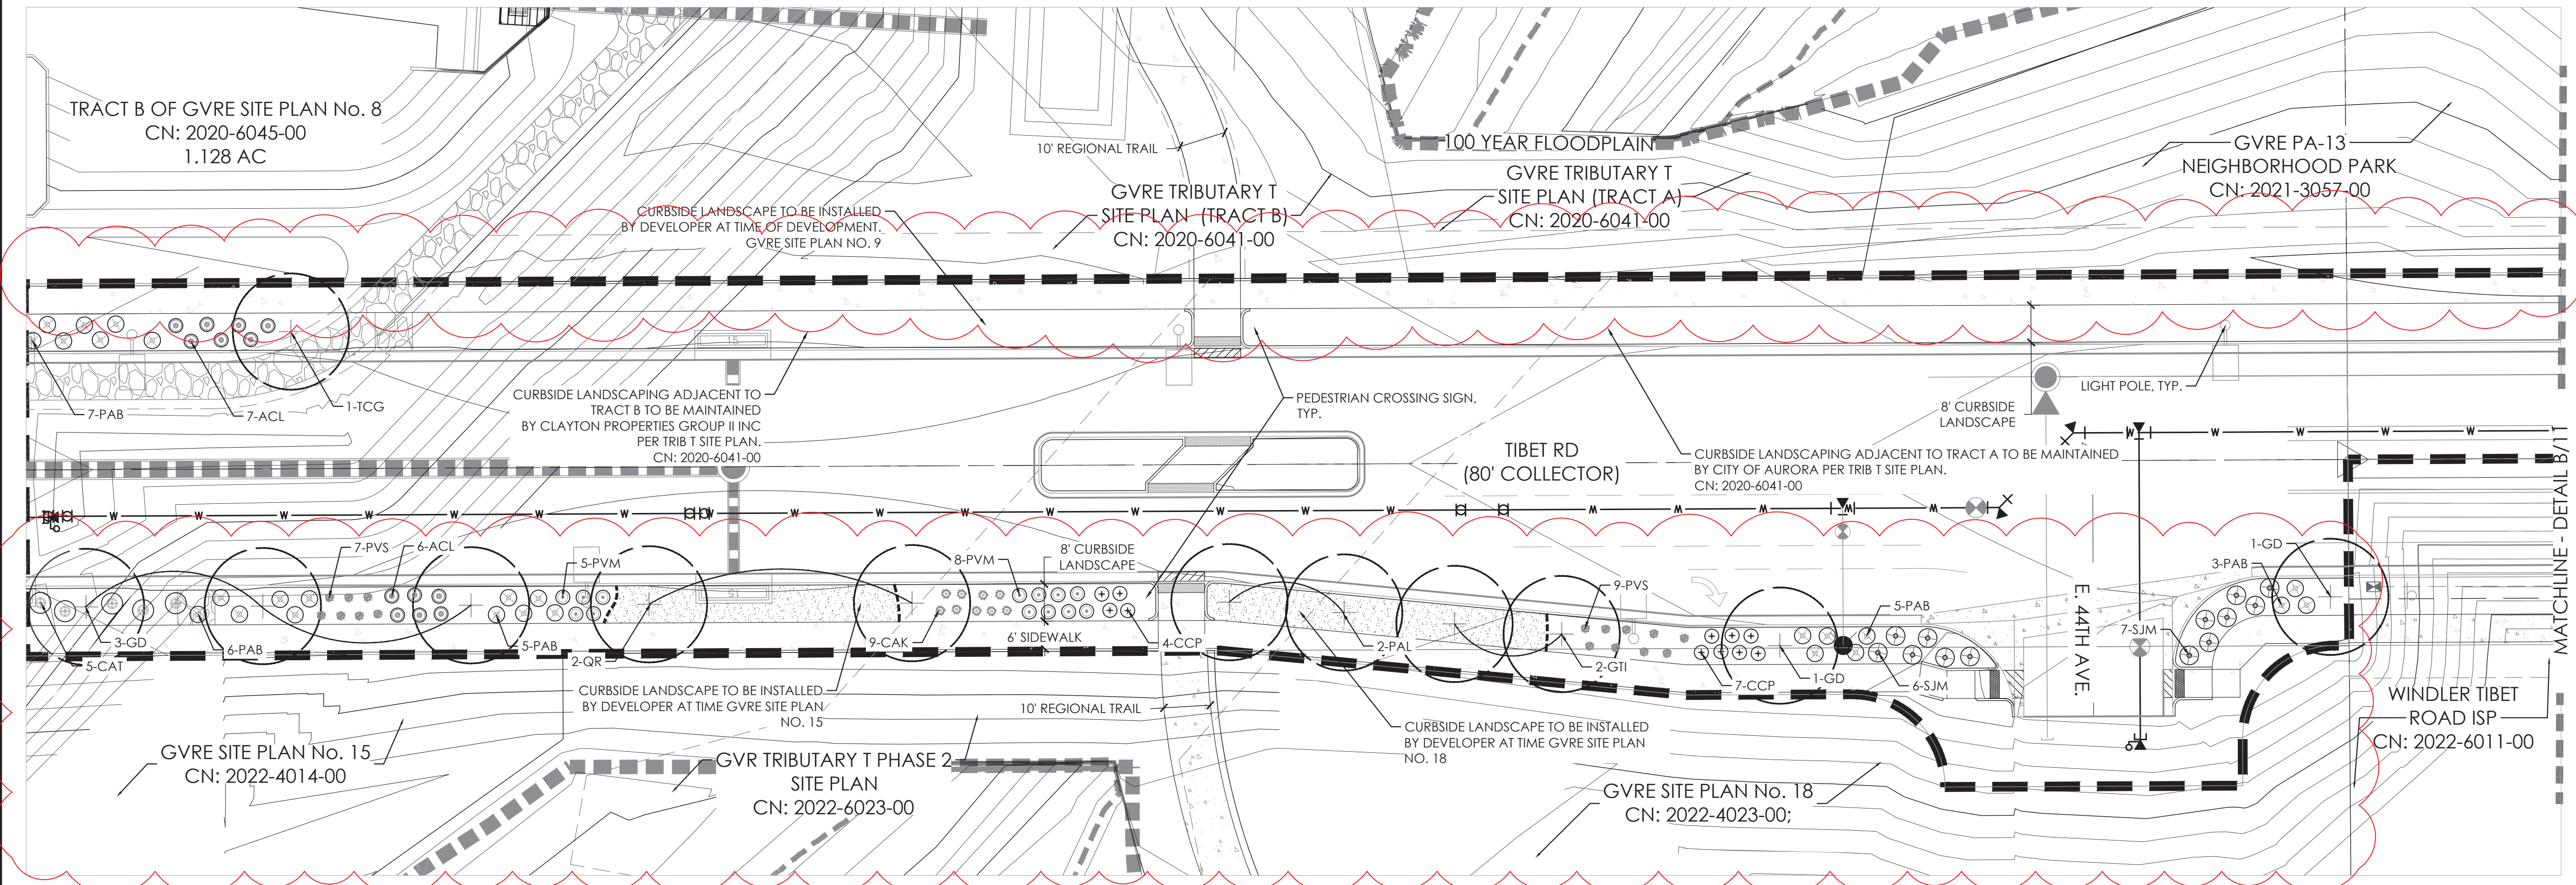 TRACT B OF GVRE SITE PLAN No. 8
CN: 2020-6045-00
1.128 AC
10' REGIONAL TRAIL
100 YEAR FLOODPLAIN
GVRE PA-13
NEIGHBORHOOD PARK
CN: 2021-3057-00
GVRE TRIBUTARY T
SITE PLAN (TRACT B)
CN: 2020-6041-00
GVRE TRIBUTARY T
SITE PLAN (TRACT A)
CN: 2020-6041-00
CURBSIDE LANDSCAPE TO BE INSTALLED
BY DEVELOPER AT TIME OF DEVELOPMENT.
GVRE SITE PLAN NO. 9
15
7-PAB
7-ACL
1-TCG
CURBSIDE LANDSCAPING ADJACENT TO
TRACT B TO BE MAINTAINED
BY CLAYTON PROPERTIES GROUP II INC
PER TRIB T SITE PLAN.
CN: 2020-6041-00
PEDESTRIAN CROSSING SIGN,
TYP.
LIGHT POLE, TYP.
8' CURBSIDE
LANDSCAPE
TIBET RD
(80' COLLECTOR)
CURBSIDE LANDSCAPING ADJACENT TO TRACT A TO BE MAINTAINED
BY CITY OF AURORA PER TRIB T SITE PLAN.
CN: 2020-6041-00
W W W W W
MATCHLINE - DETAIL B/11
W W W W W W W W W W W W W W W W W W W W
7-PVS
6-ACL
5-PVM
8-PVM
8' CURBSIDE
LANDSCAPE
9-PVS
5-PAB
1-GD
3-PAB
E. 44TH AVE.
15
3-GD
5-CAT
6-PAB
5-PAB
2-QR
9-CAK
6' SIDEWALK
4-CCP
2-PAL
2-GTI
7-CCP
1-GD
6-SJM
7-SJM
CURBSIDE LANDSCAPE TO BE INSTALLED
BY DEVELOPER AT TIME GVRE SITE PLAN
NO. 15
10' REGIONAL TRAIL
CURBSIDE LANDSCAPE TO BE INSTALLED
BY DEVELOPER AT TIME GVRE SITE PLAN
NO. 18
WINDLER TIBET
ROAD ISP
CN: 2022-6011-00
GVRE SITE PLAN No. 15
CN: 2022-4014-00
GVR TRIBUTARY T PHASE 2
SITE PLAN
CN: 2022-6023-00
GVRE SITE PLAN No. 18
CN: 2022-4023-00;